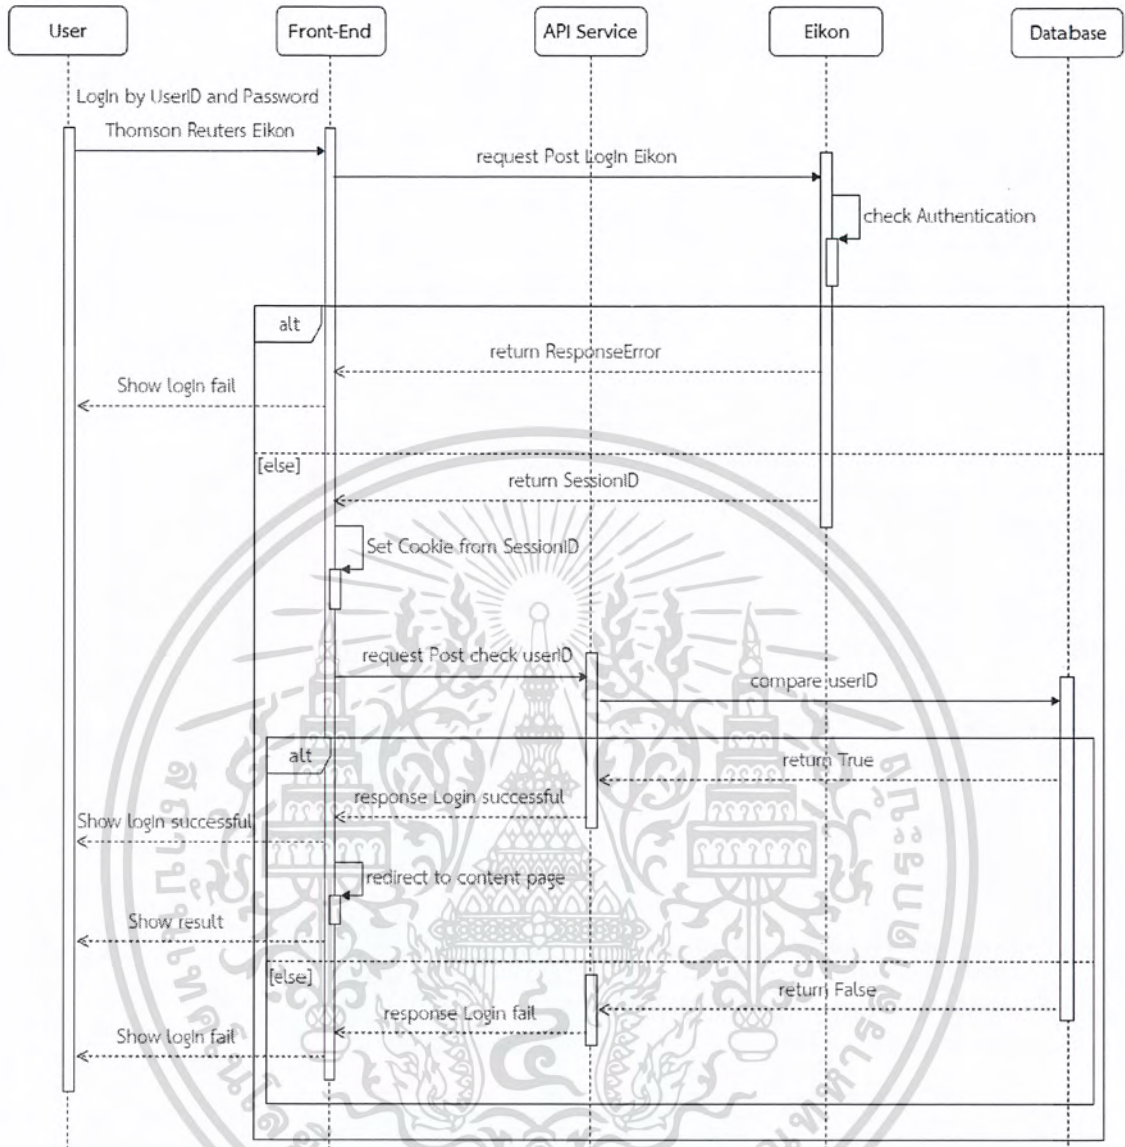 User
Front-End
API Service
Eikon
Database
LogIn by UserID and Password
Thomson Reuters Eikon
request Post LogIn Eikon
check Authentication
alt
return ResponseError
Show logIn fail
[else]
return SessionID
Set Cookie from SessionID
request Post check userID
compare userID
alt
return True
response Login successful
Show logIn successful
redirect to content page
Show result
[else]
return False
response Login fail
Show logIn fail